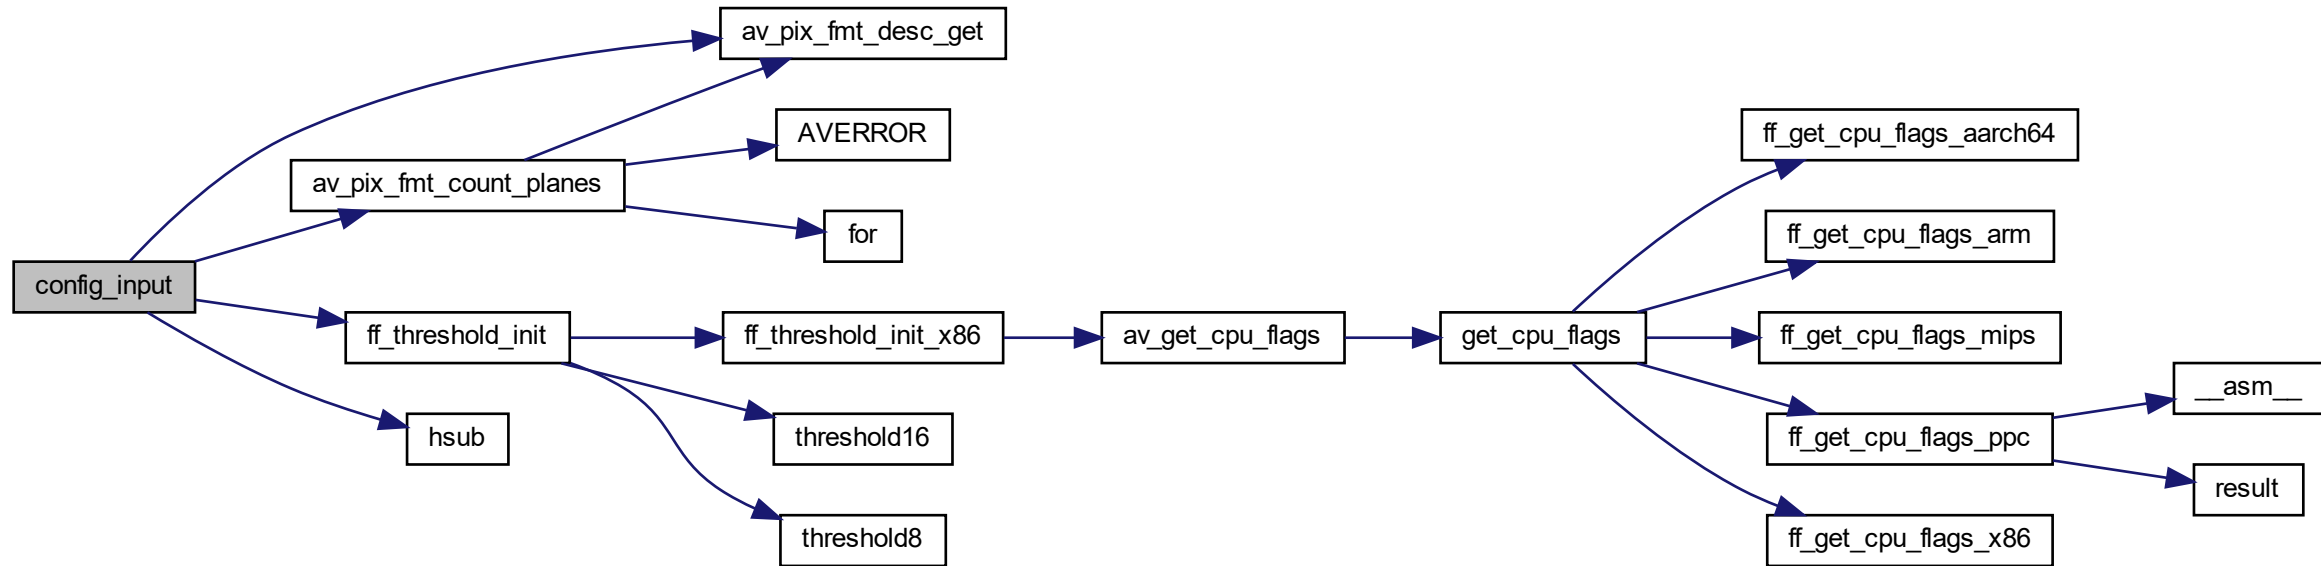 av_pix_fmt_desc_get
AVERROR
ff_get_cpu_flags_aarch64
av_pix_fmt_count_planes
for
ff_get_cpu_flags_arm
config_input
ff_threshold_init
ff_threshold_init_x86
av_get_cpu_flags
get_cpu_flags
ff_get_cpu_flags_mips
__asm__
hsub
threshold16
ff_get_cpu_flags_ppc
result
threshold8
ff_get_cpu_flags_x86